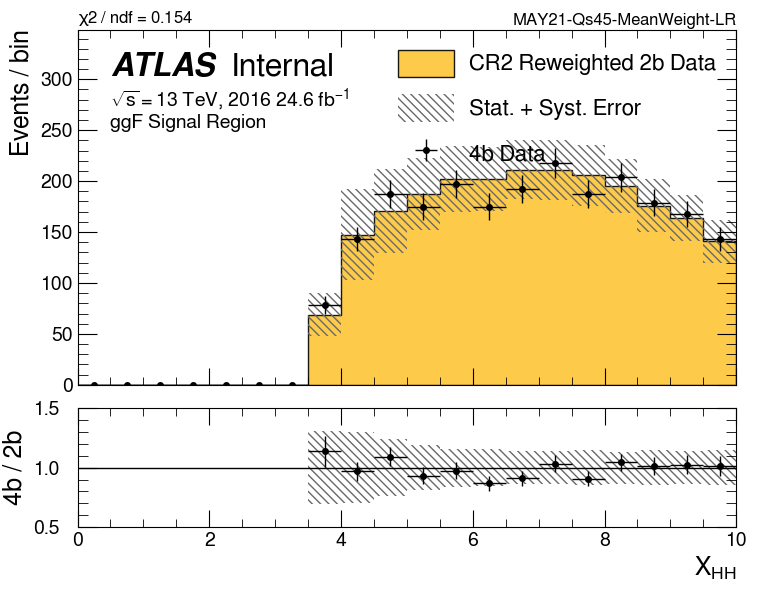 χ2 / ndf = 0.154
MAY21-Qs45-MeanWeight-LR
Events / bin
ATLAS Internal
√s = 13 TeV, 2016 24.6 fb−1
ggF Signal Region
CR2 Reweighted 2b Data
Stat. + Syst. Error
4b Data
300
250
200
150
100
50
0
4b / 2b
1.5
1.0
0.5
0 2 4 6 8 10
XHH